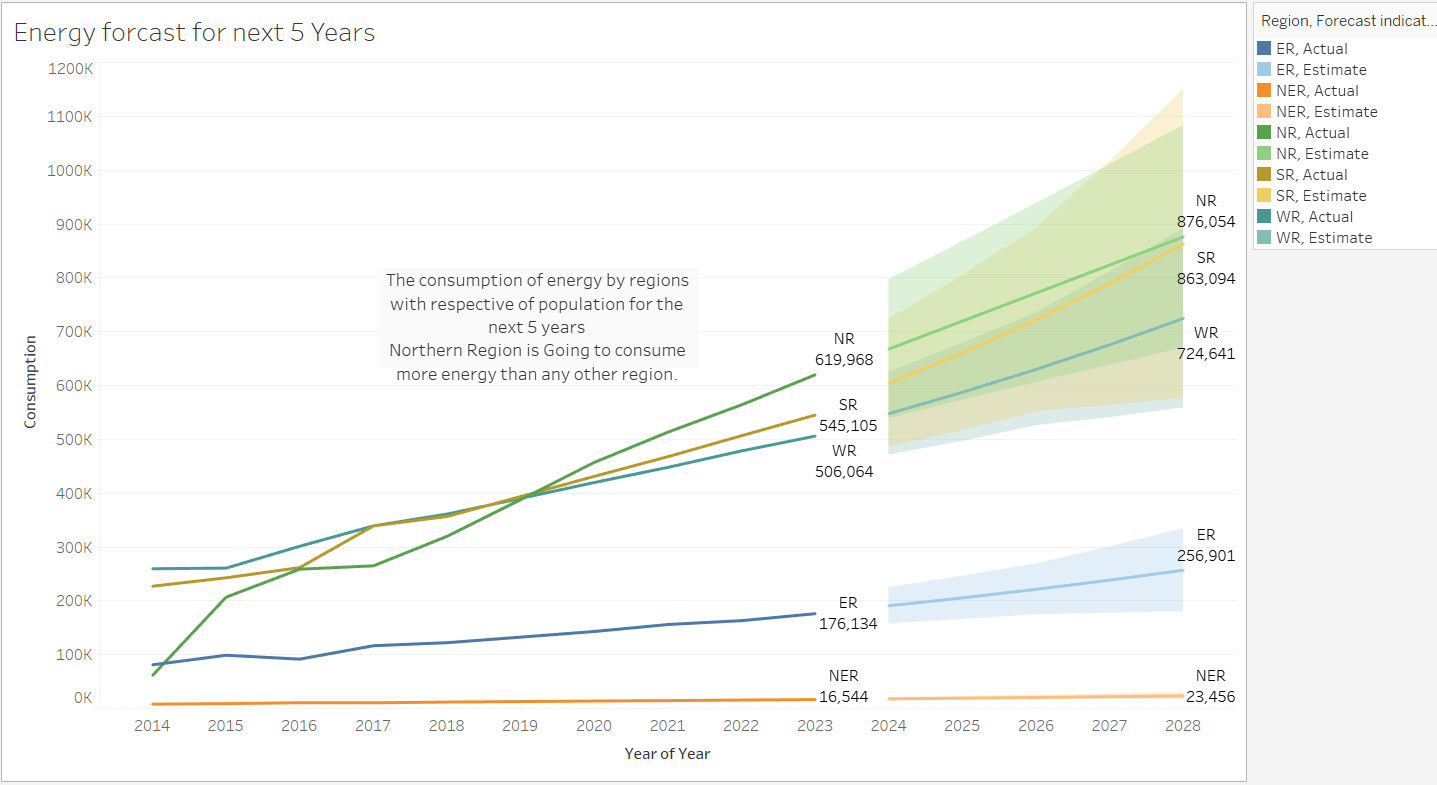 Energy forcast for next 5 Years
Region, Forecast indicat...
ER, Actual
ER, Estimate
NER, Actual
NER, Estimate
NR, Actual
NR, Estimate
SR, Actual
SR, Estimate
WR, Actual
WR, Estimate
Consumption
1200K
1100K
1000K
900K
800K
700K
600K
500K
400K
300K
200K
100K
0K
The consumption of energy by regions
with respective of population for the
next 5 years
Northern Region is Going to consume
more energy than any other region.
NR
619,968
SR
545,105
WR
506,064
ER
176,134
NER
16,544
NR
876,054
SR
863,094
WR
724,641
ER
256,901
NER
23,456
2014 2015 2016 2017 2018 2019 2020 2021 2022 2023 2024 2025 2026 2027 2028
Year of Year